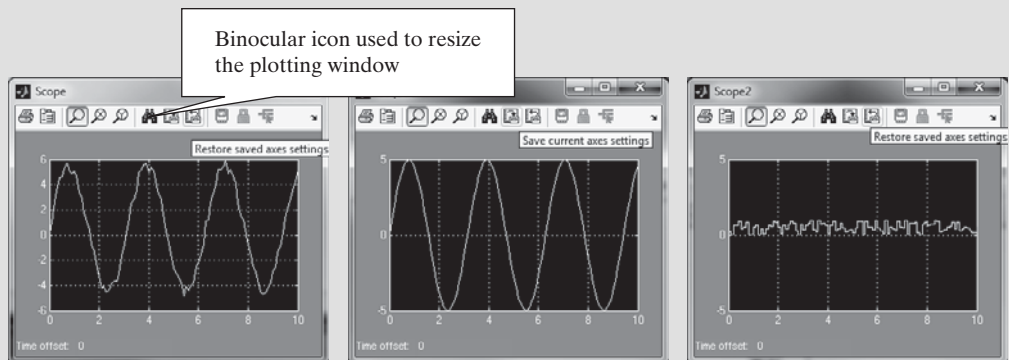 Binocular icon used to resize
the plotting window
Scope
Restore saved axes settings
6
4
2
0
-2
-4
-6
0 2 4 6 8 10
Time offset: 0
Save current axes settings
5
0
-5
0 2 4 6 8 10
Time offset: 0
Scope2
Restore saved axes settings
5
0
-5
0 2 4 6 8 10
Time offset: 0